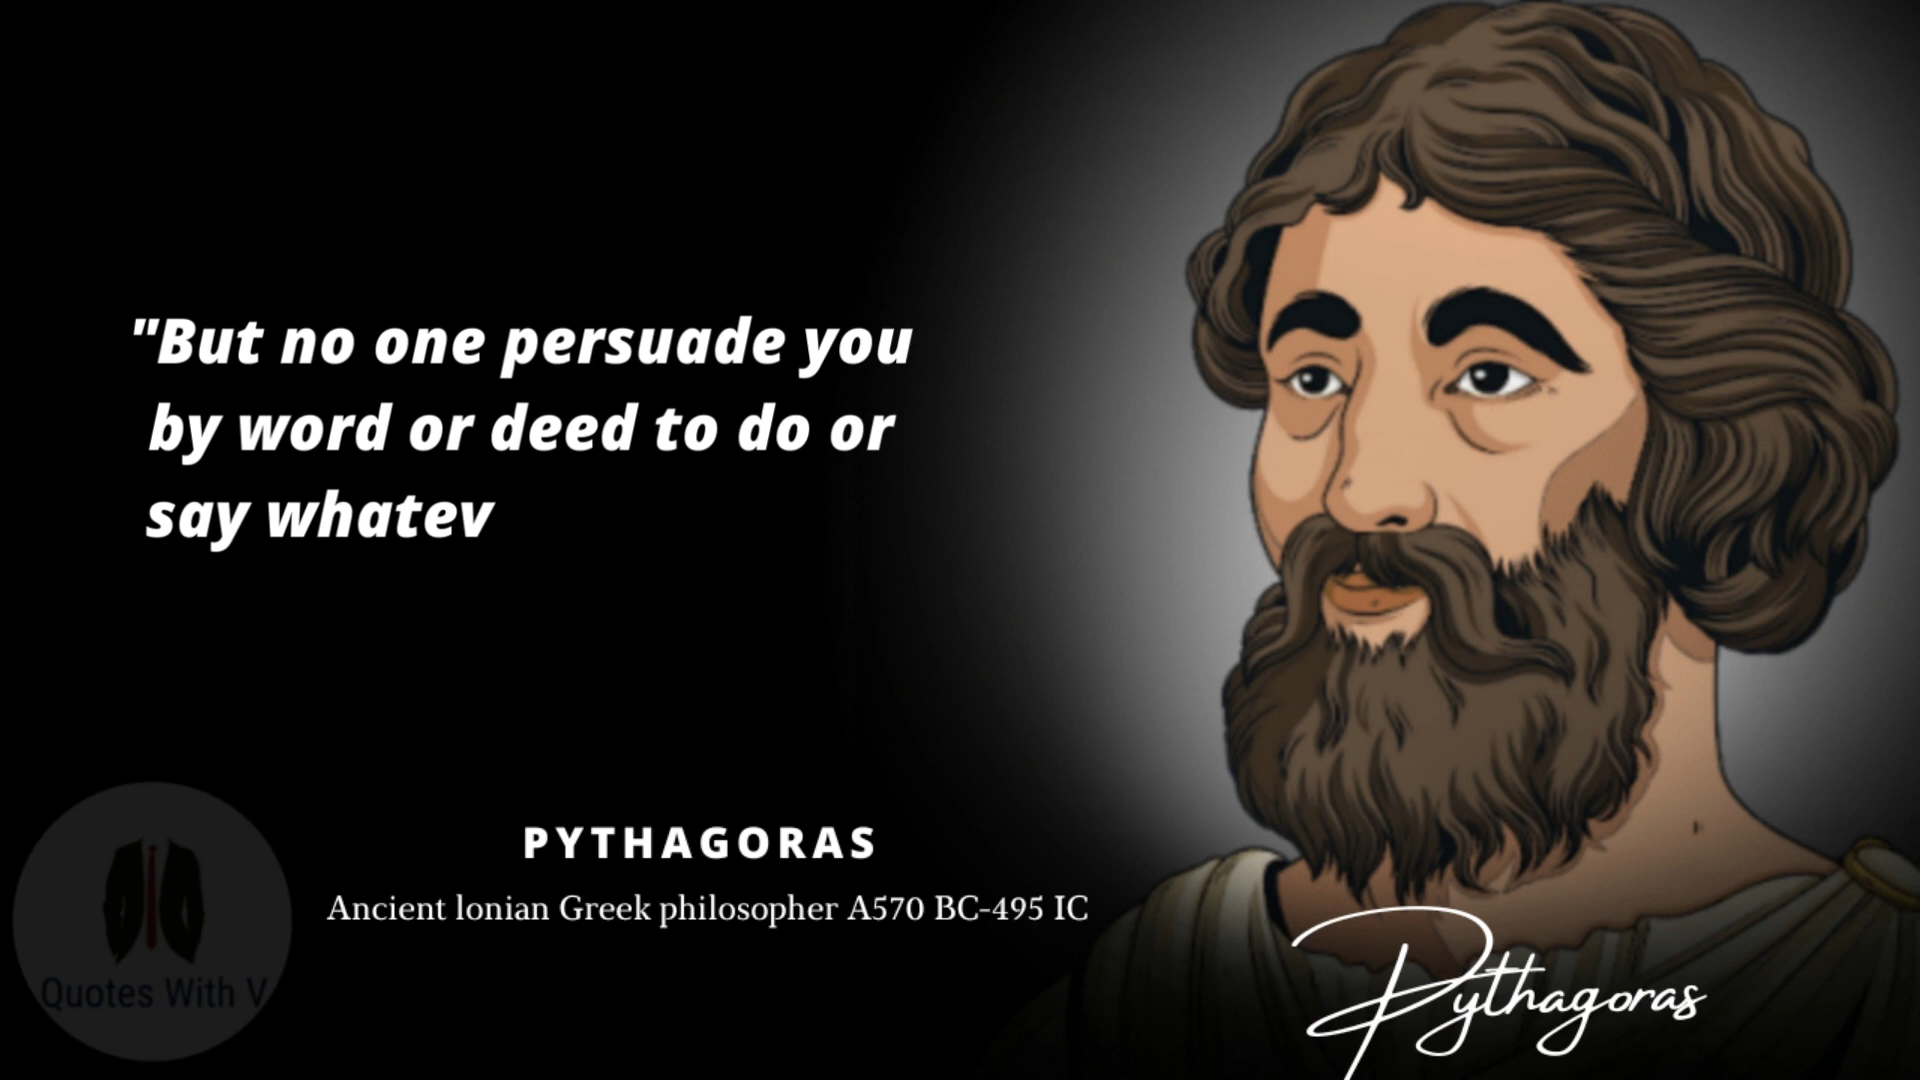 "But no one persuade you
by word or deed to do or
say whatev
PYTHAGORAS
Ancient lonian Greek philosopher A570 BC-495 IC
Quotes With V
Pythagoras